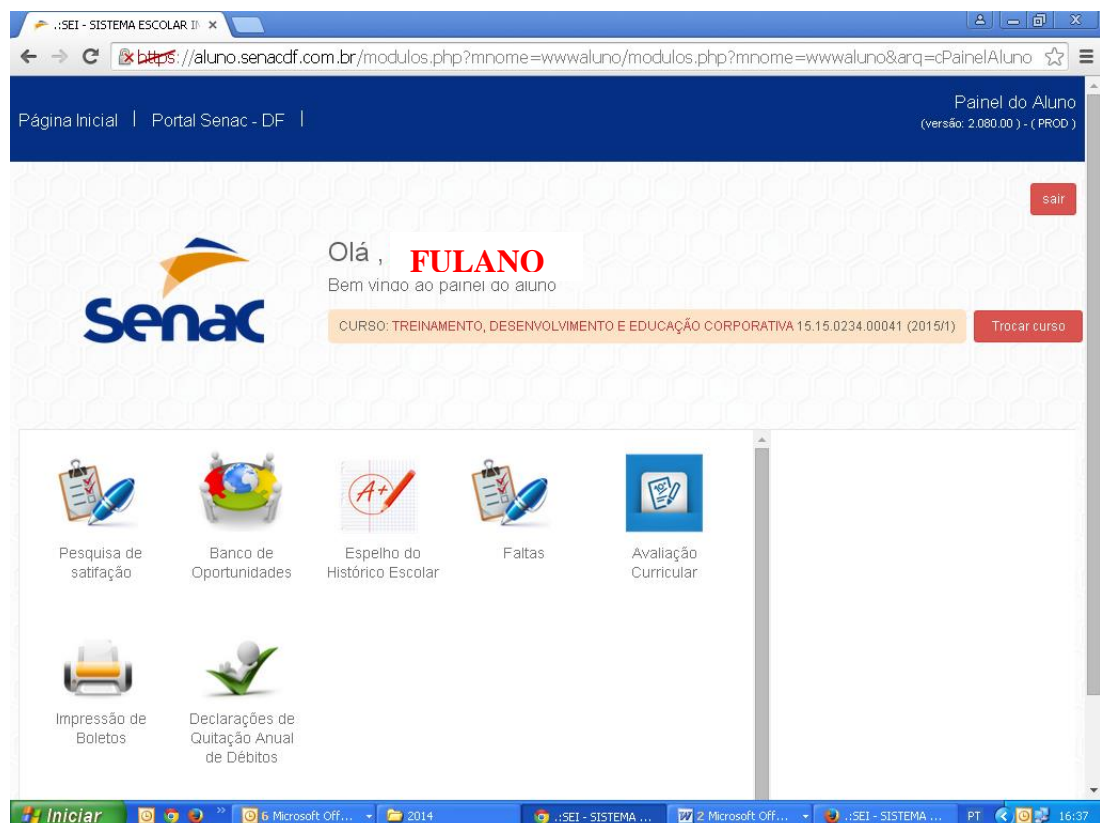 .:SEI - SISTEMA ESCOLAR IN
https://aluno.senacdf.com.br/modulos.php?mnome=wwwaluno/modulos.php?mnome=wwwaluno&arq=cPainelAluno
Página Inicial | Portal Senac - DF |
Painel do Aluno
(versão: 2.080.00 ) - ( PROD )
sair
Senac
Olá , FULANO
Bem vindo ao painel do aluno
CURSO: TREINAMENTO, DESENVOLVIMENTO E EDUCAÇÃO CORPORATIVA 15.15.0234.00041 (2015/1)
Trocar curso
A+
Pesquisa de
satifação
Banco de
Oportunidades
Espelho do
Histórico Escolar
Faltas
Avaliação
Curricular
Impressão de
Boletos
Declarações de
Quitação Anual
de Débitos
Iniciar
6 Microsoft Off...
2014
.:SEI - SISTEMA ...
2 Microsoft Off...
.:SEI - SISTEMA ...
PT
16:37